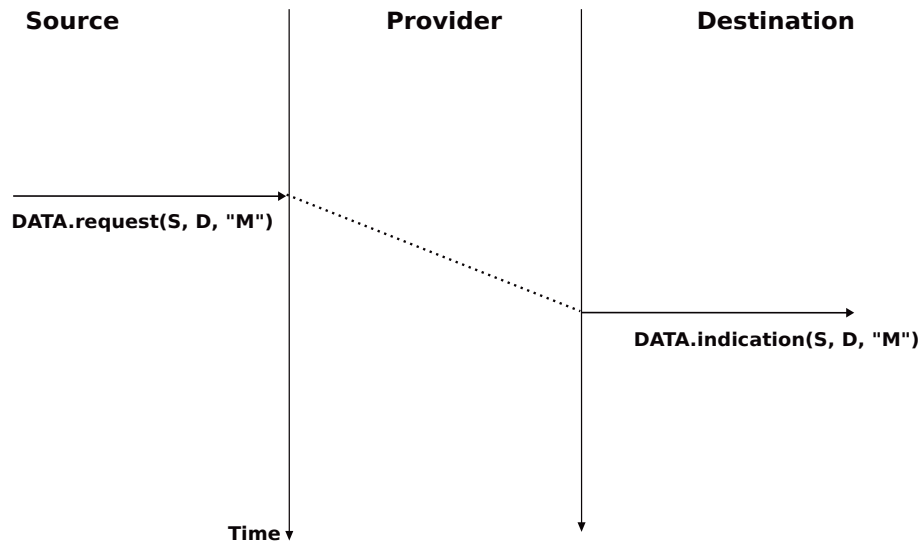 Source
Provider
Destination
DATA.request(S, D, "M")
DATA.indication(S, D, "M")
Time